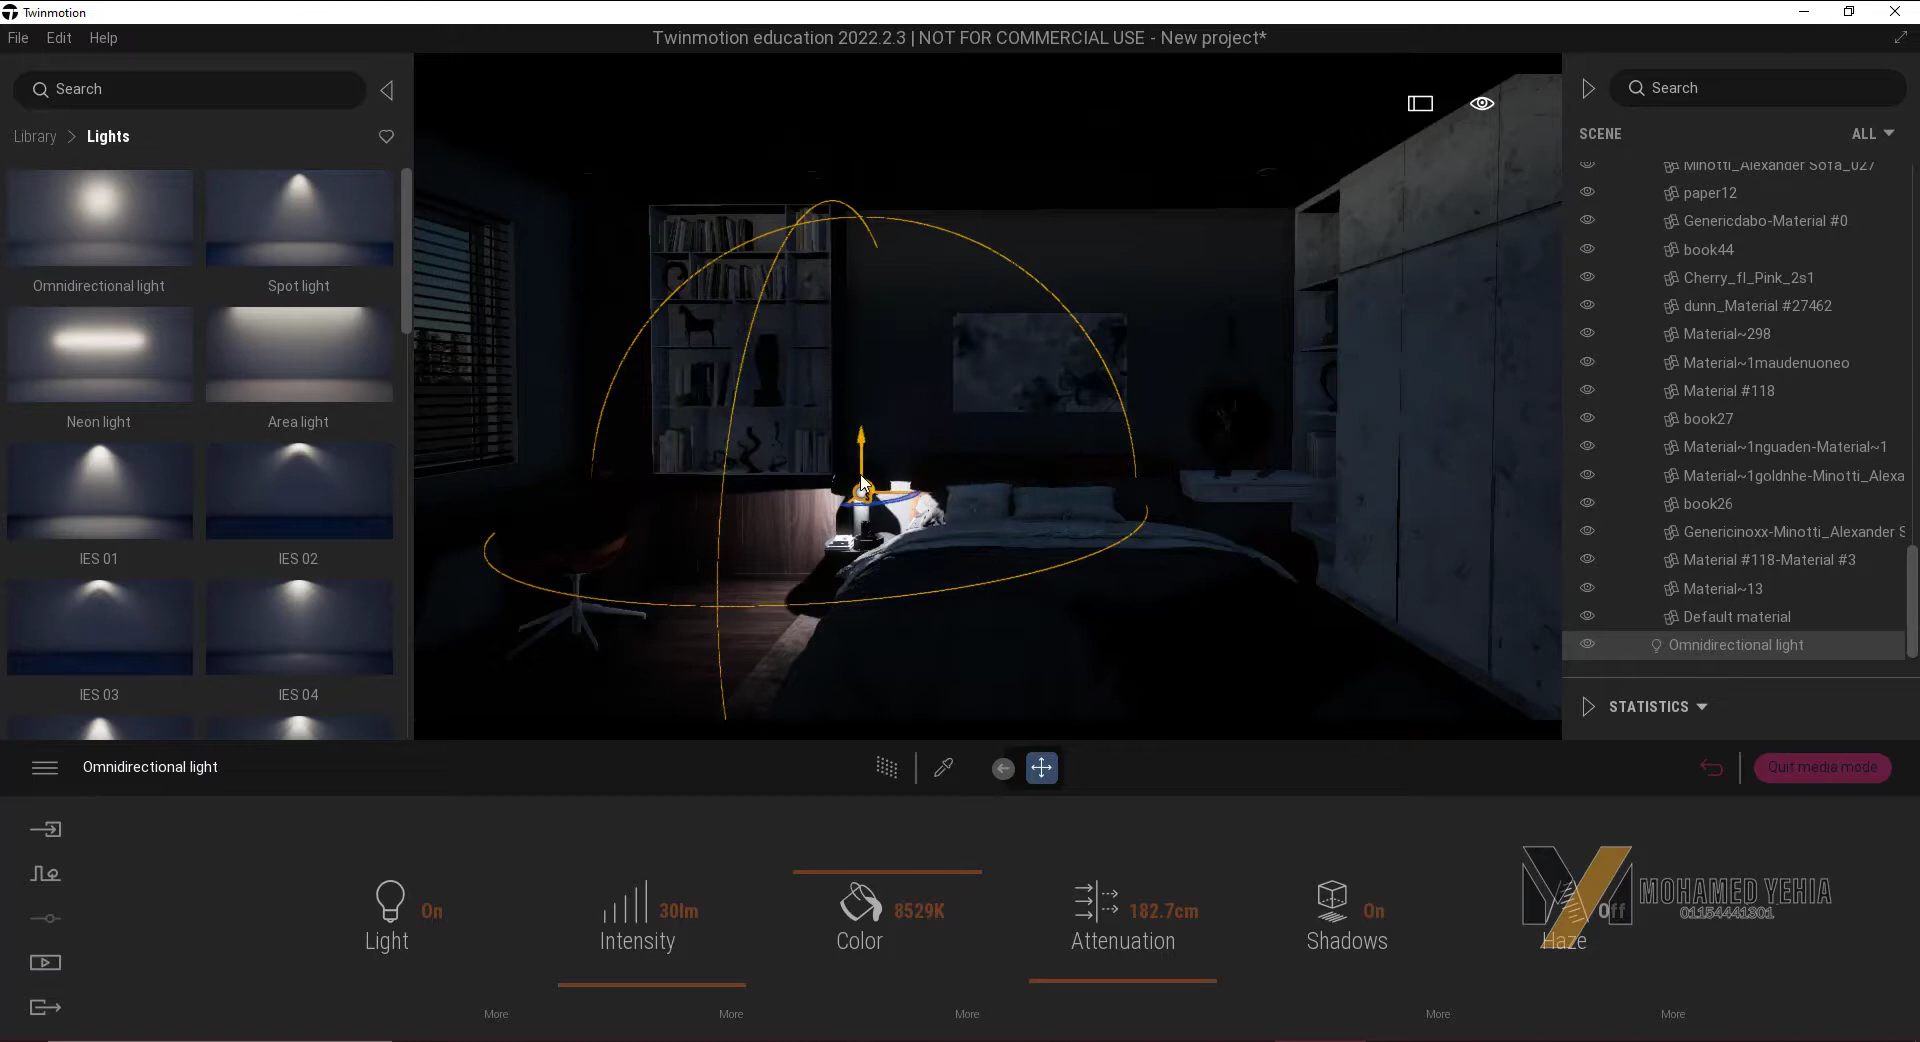 Twinmotion
File Edit Help
Twinmotion education 2022.2.3 | NOT FOR COMMERCIAL USE - New project*
Search
Library > Lights
Omnidirectional light
Spot light
Neon light
Area light
IES 01
IES 02
IES 03
IES 04
Search
SCENE
ALL
Minotti_Alexander Sofa_027
paper12
Genericdabo-Material #0
book44
Cherry_fl_Pink_2s1
dunn_Material #27462
Material~298
Material~1maudenuoneo
Material #118
book27
Material~1nguaden-Material~1
Material~1goldnhe-Minotti_Alexa
book26
Genericinoxx-Minotti_Alexander S
Material #118-Material #3
Material~13
Default material
Omnidirectional light
STATISTICS
Omnidirectional light
Quit media mode
On
Light
30lm
Intensity
8529K
Color
182.7cm
Attenuation
On
Shadows
Off
Haze
MOHAMED YEHIA
01154441301
More
More
More
More
More